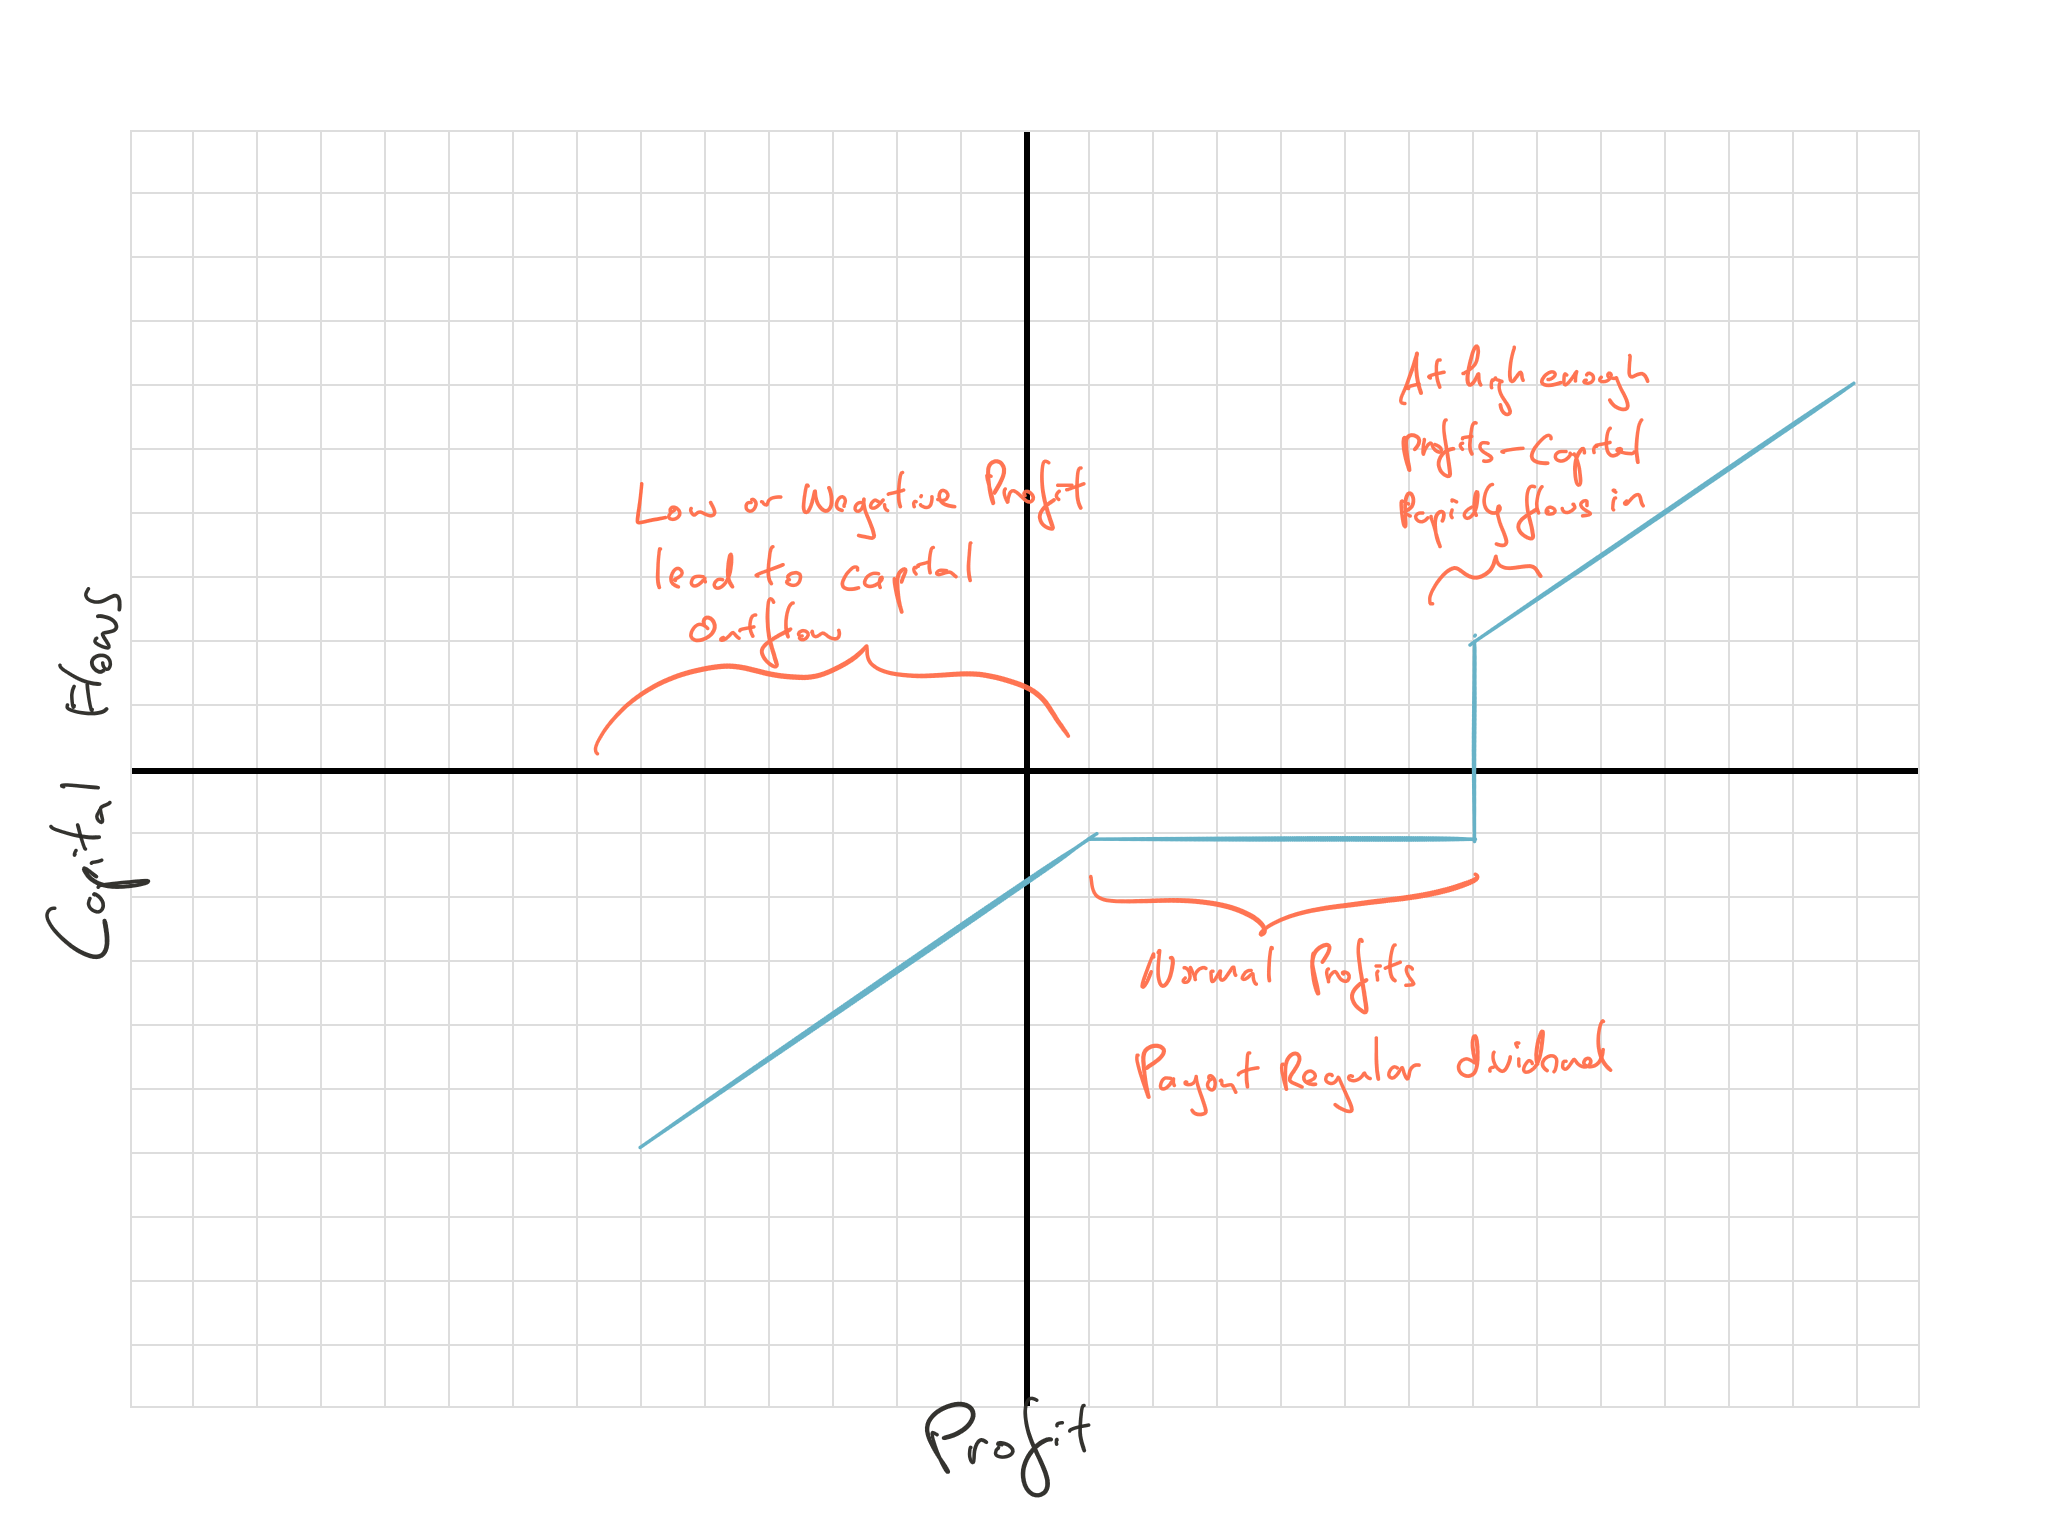 At high enough
profits - Capital
Rapidly flows in
Low or Negative Profit
lead to capital
outflow
Capital Flows
Normal Profits
Payout Regular dividend
Profit